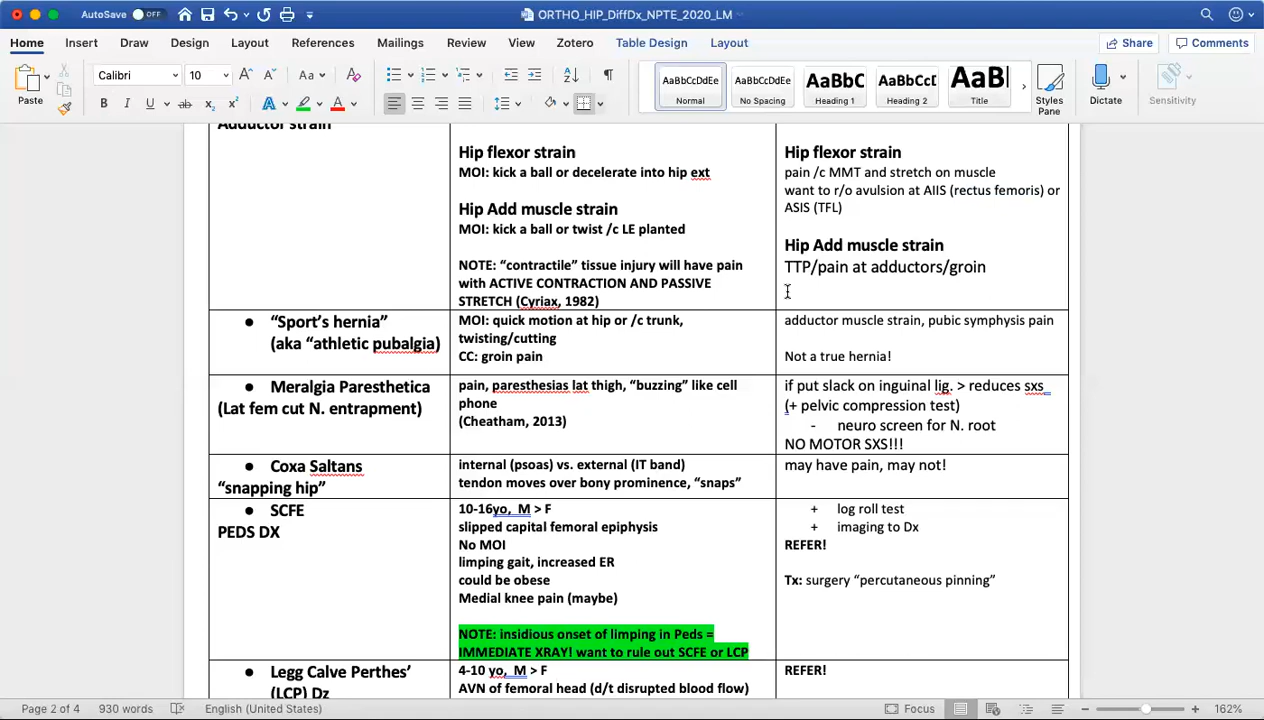 AutoSave OFF
ORTHO_HIP_DiffDx_NPTE_2020_LM
Home Insert Draw Design Layout References Mailings Review View Zotero Table Design Layout Share Comments
Paste
Calibri 10
AaBbCcDdEe Normal
AaBbCcDdEe No Spacing
AaBbC Heading 1
AaBbCcI Heading 2
AaB Title
Styles Pane
Dictate
Sensitivity
Adductor strain
Hip flexor strain
MOI: kick a ball or decelerate into hip ext
Hip Add muscle strain
MOI: kick a ball or twist /c LE planted
NOTE: “contractile” tissue injury will have pain
with ACTIVE CONTRACTION AND PASSIVE
STRETCH (Cyriax, 1982)
Hip flexor strain
pain /c MMT and stretch on muscle
want to r/o avulsion at AIIS (rectus femoris) or
ASIS (TFL)
Hip Add muscle strain
TTP/pain at adductors/groin
● “Sport’s hernia”
(aka “athletic pubalgia)
MOI: quick motion at hip or /c trunk,
twisting/cutting
CC: groin pain
adductor muscle strain, pubic symphysis pain
Not a true hernia!
● Meralgia Paresthetica
(Lat fem cut N. entrapment)
pain, paresthesias lat thigh, “buzzing” like cell
phone
(Cheatham, 2013)
if put slack on inguinal lig. > reduces sxs
(+ pelvic compression test)
- neuro screen for N. root
NO MOTOR SXS!!!
● Coxa Saltans
“snapping hip”
internal (psoas) vs. external (IT band)
tendon moves over bony prominence, “snaps”
may have pain, may not!
● SCFE
PEDS DX
10-16yo, M > F
slipped capital femoral epiphysis
No MOI
limping gait, increased ER
could be obese
Medial knee pain (maybe)
NOTE: insidious onset of limping in Peds =
IMMEDIATE XRAY! want to rule out SCFE or LCP
+ log roll test
+ imaging to Dx
REFER!
Tx: surgery “percutaneous pinning”
● Legg Calve Perthes’
(LCP) Dz
4-10 yo, M > F
AVN of femoral head (d/t disrupted blood flow)
REFER!
Page 2 of 4 930 words English (United States) Focus 162%